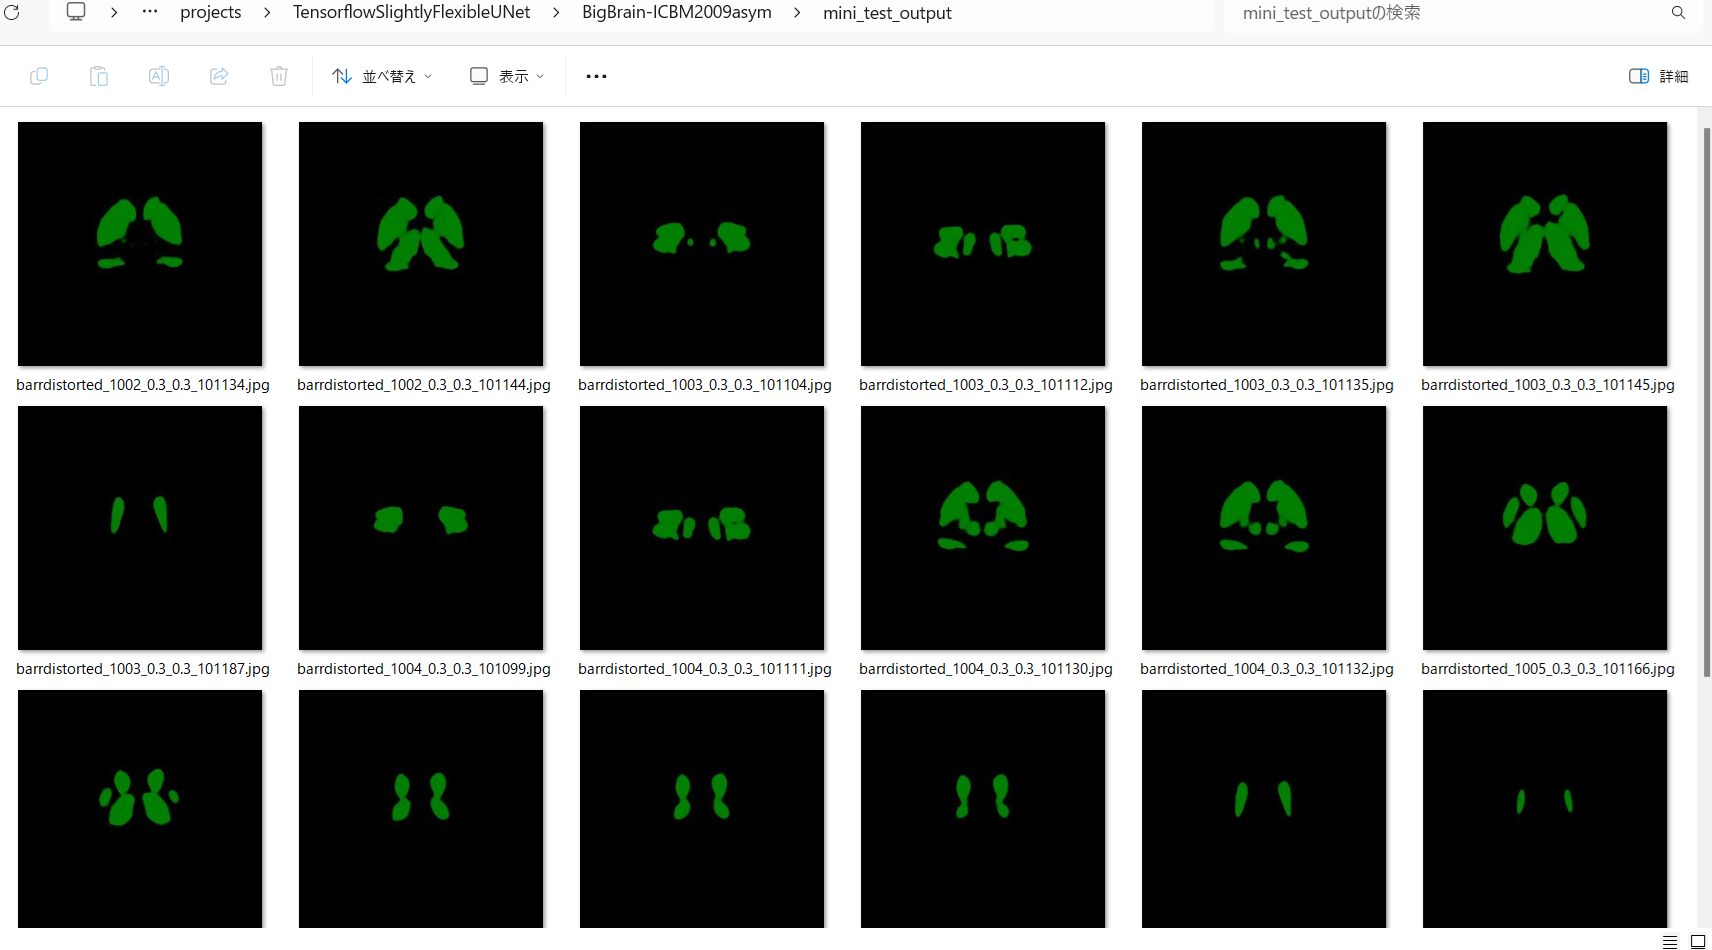 projects > TensorflowSlightlyFlexibleUNet > BigBrain-ICBM2009asym > mini_test_output
mini_test_outputの検索
並べ替え 表示 ••• 詳細
barrdistorted_1002_0.3_0.3_101134.jpg
barrdistorted_1002_0.3_0.3_101144.jpg
barrdistorted_1003_0.3_0.3_101104.jpg
barrdistorted_1003_0.3_0.3_101112.jpg
barrdistorted_1003_0.3_0.3_101135.jpg
barrdistorted_1003_0.3_0.3_101145.jpg
barrdistorted_1003_0.3_0.3_101187.jpg
barrdistorted_1004_0.3_0.3_101099.jpg
barrdistorted_1004_0.3_0.3_101111.jpg
barrdistorted_1004_0.3_0.3_101130.jpg
barrdistorted_1004_0.3_0.3_101132.jpg
barrdistorted_1005_0.3_0.3_101166.jpg